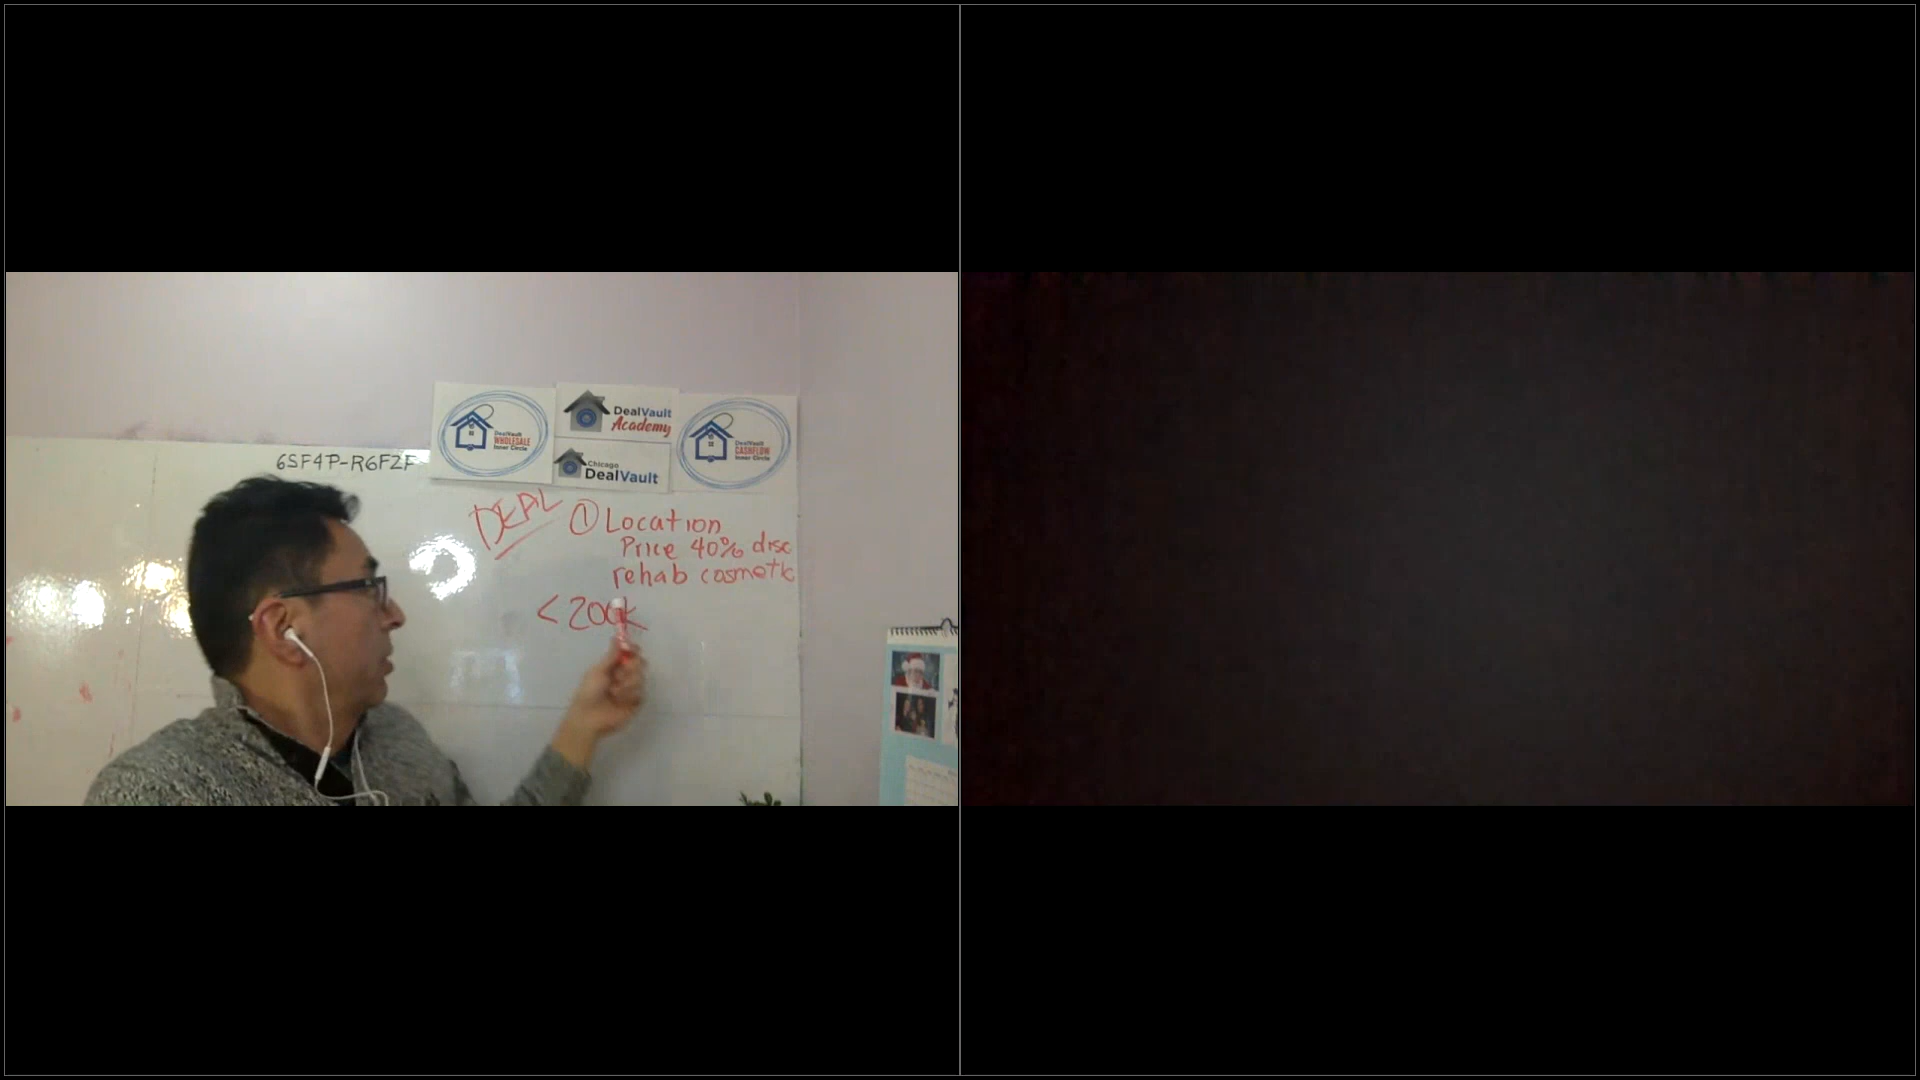 6SF4P-R6F2F
DealVault
WHOLESALE
Inner Circle
DealVault
Academy
Chicago
DealVault
DealVault
CASHFLOW
Inner Circle
DEAL
① Location
Price 40% disc
rehab cosmetic
<200K